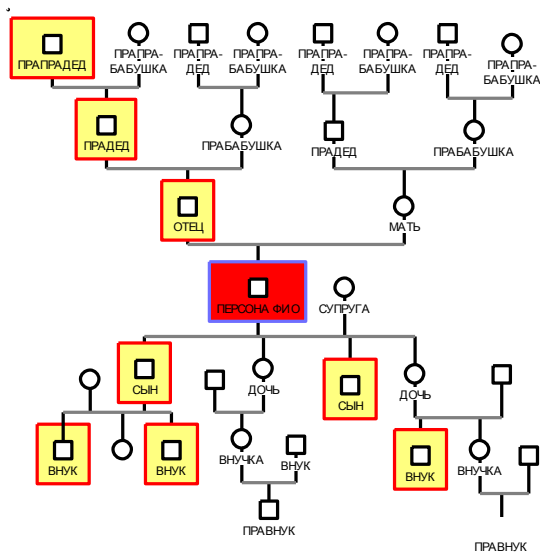 ПРАПРАДЕД
ПРАПРА-
БАБУШКА
ПРАПРА-
ДЕД
ПРАПРА-
БАБУШКА
ПРАПРА-
ДЕД
ПРАПРА-
БАБУШКА
ПРАПРА-
ДЕД
ПРАПРА-
БАБУШКА
ПРАДЕД
ПРАБАБУШКА
ПРАДЕД
ПРАБАБУШКА
ОТЕЦ
МАТЬ
ПЕРСОНА ФИО
СУПРУГА
СЫН
ДОЧЬ
СЫН
ДОЧЬ
ВНУК
ВНУК
ВНУЧКА
ВНУК
ВНУК
ВНУЧКА
ПРАВНУК
ПРАВНУК